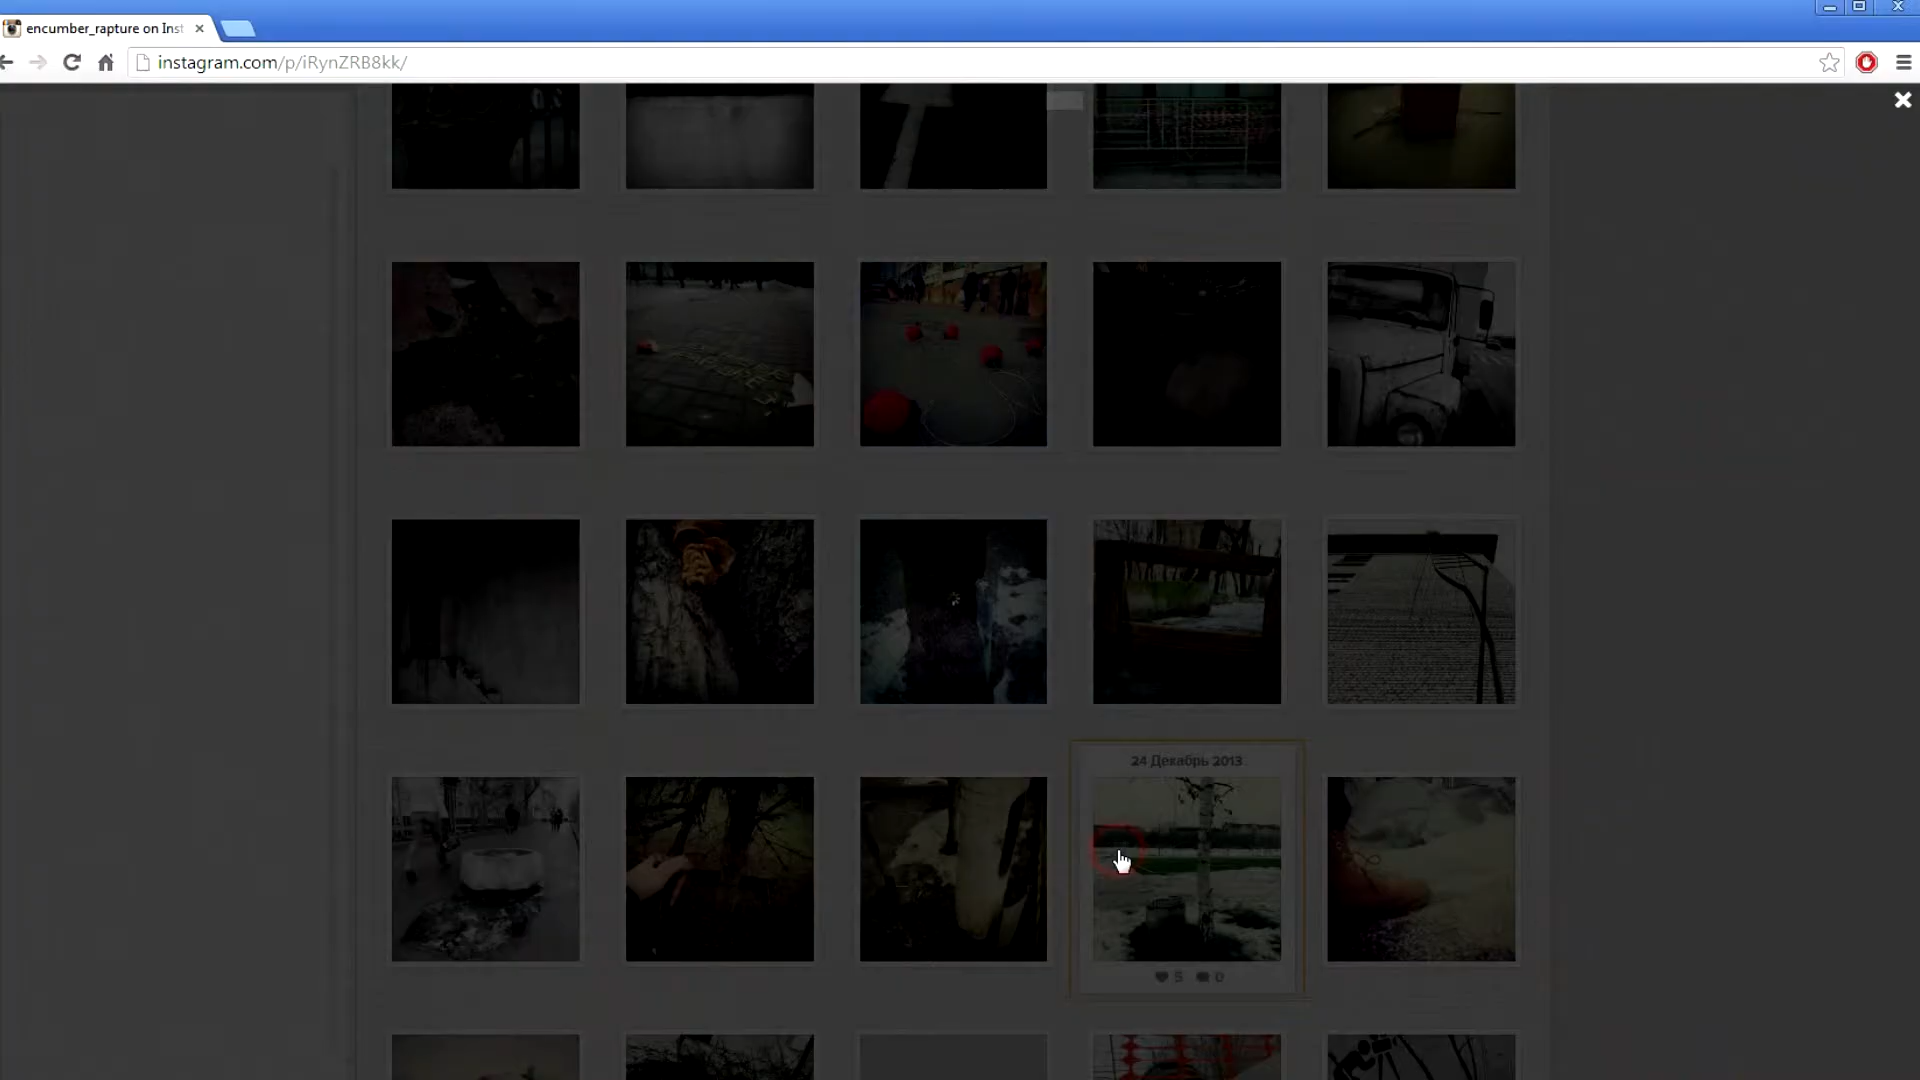 encumber_rapture on Inst
instagram.com/p/iRynZRB8kk/
24 Декабрь 2013
5 0